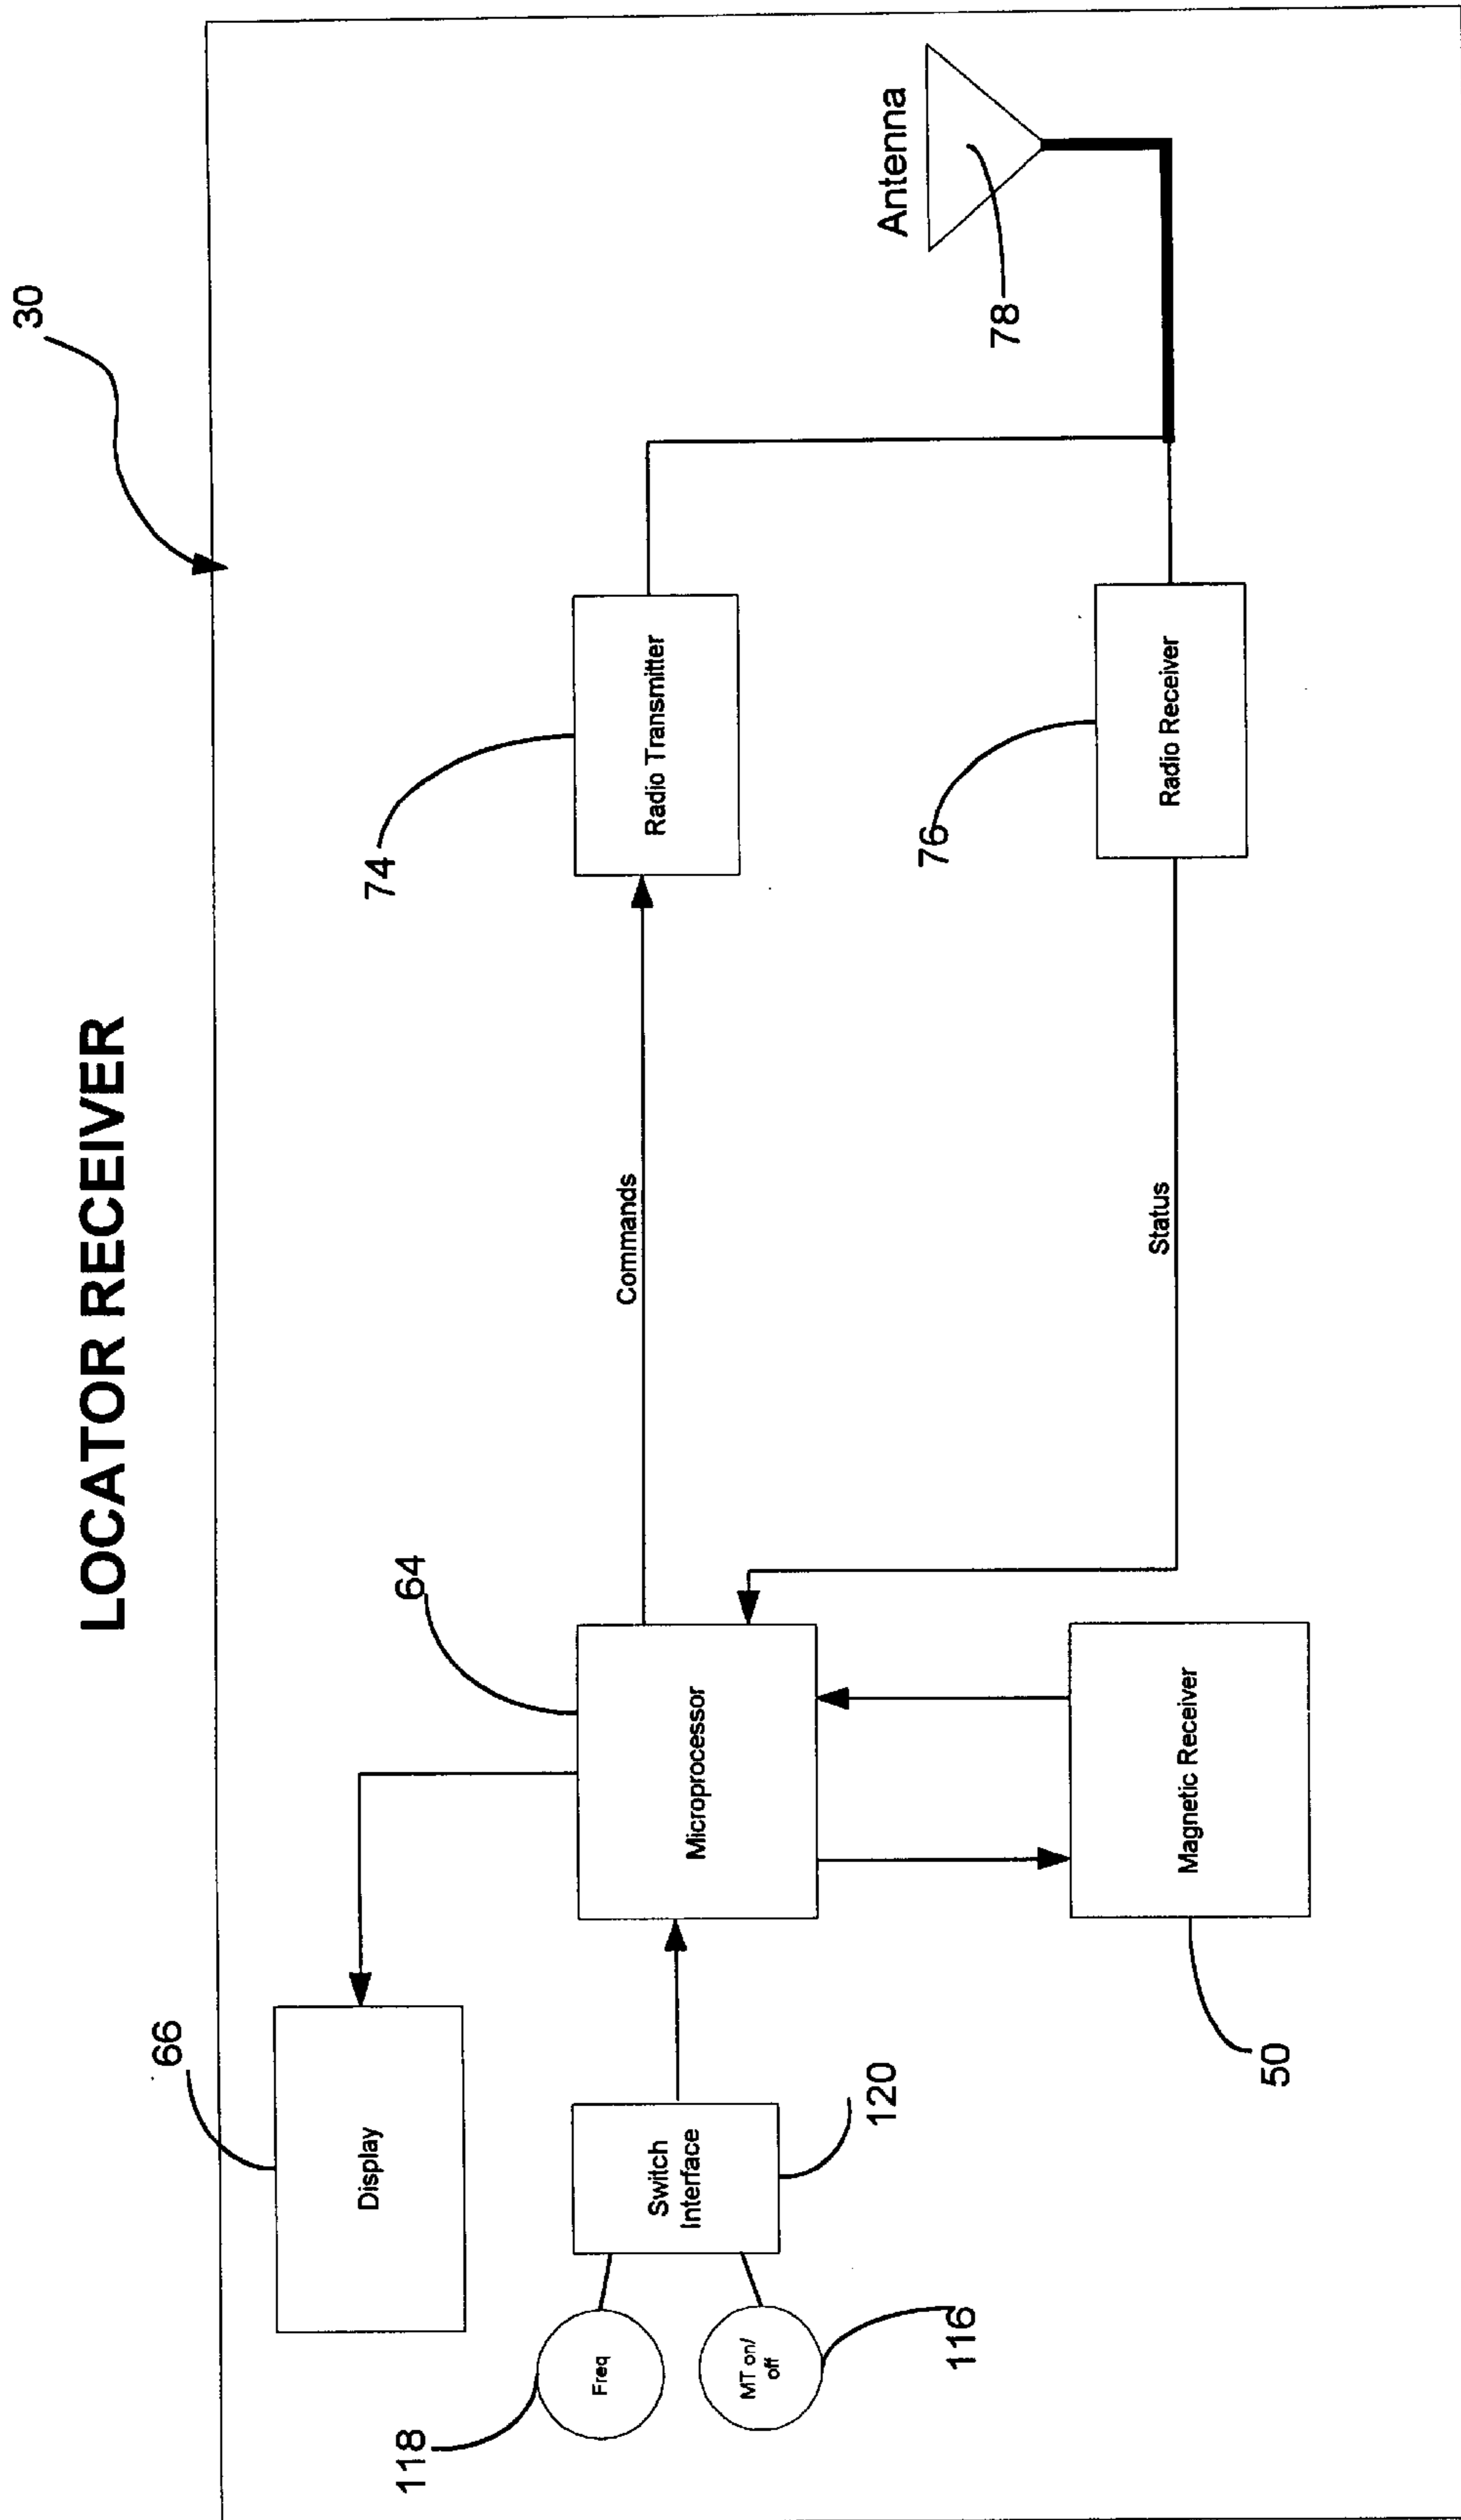 LOCATOR RECEIVER
30
66
Display
64
74
Radio Transmitter
Antenna
78
118
Freq
Switch
Interface
Microprocessor
Commands
MT on/
off
116
120
76
Radio Receiver
Status
Magnetic Receiver
50